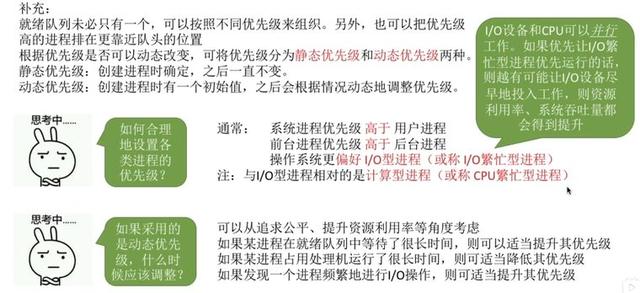 补充：
就绪队列未必只有一个，可以按照不同优先级来组织。另外，也可以把优先级
高的进程排在更靠近队头的位置
根据优先级是否可以动态改变，可将优先级分为静态优先级和动态优先级两种。
静态优先级：创建进程时确定，之后一直不变。
动态优先级：创建进程时有一个初始值，之后会根据情况动态地调整优先级。
I/O设备和CPU可以并行
工作。如果优先让I/O繁
忙型进程优先运行的话，
则越有可能让I/O设备尽
早地投入工作，则资源
利用率、系统吞吐量都
会得到提升
思考中......
如何合理
地设置各
类进程的
优先级？
通常：
系统进程优先级 高于 用户进程
前台进程优先级 高于 后台进程
操作系统更偏好 I/O型进程（或称 I/O繁忙型进程）
注：与I/O型进程相对的是计算型进程（或称 CPU繁忙型进程）
思考中......
如果采用的
是动态优先
级，什么时
候应该调整？
可以从追求公平、提升资源利用率等角度考虑
如果某进程在就绪队列中等待了很长时间，则可以适当提升其优先级
如果某进程占用处理机运行了很长时间，则可适当降低其优先级
如果发现一个进程频繁地进行I/O操作，则可适当提升其优先级